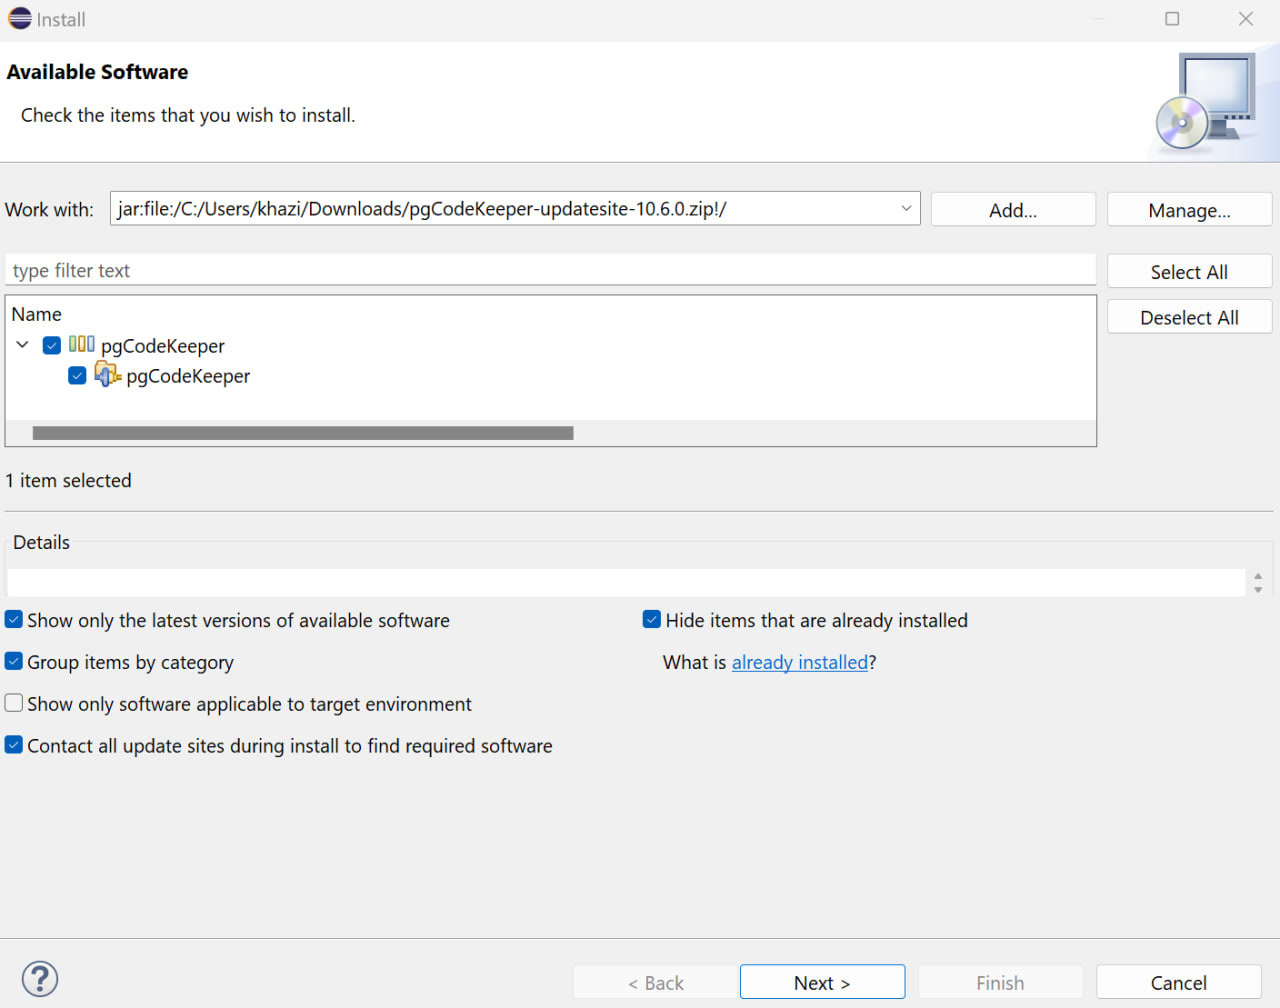 Install
Available Software
Check the items that you wish to install.
Work with: jar:file:/C:/Users/khazi/Downloads/pgCodeKeeper-updatesite-10.6.0.zip!/ Add... Manage...
type filter text Select All
Name Deselect All
pgCodeKeeper
pgCodeKeeper
1 item selected
Details
Show only the latest versions of available software Hide items that are already installed
Group items by category What is already installed?
Show only software applicable to target environment
Contact all update sites during install to find required software
? < Back Next > Finish Cancel